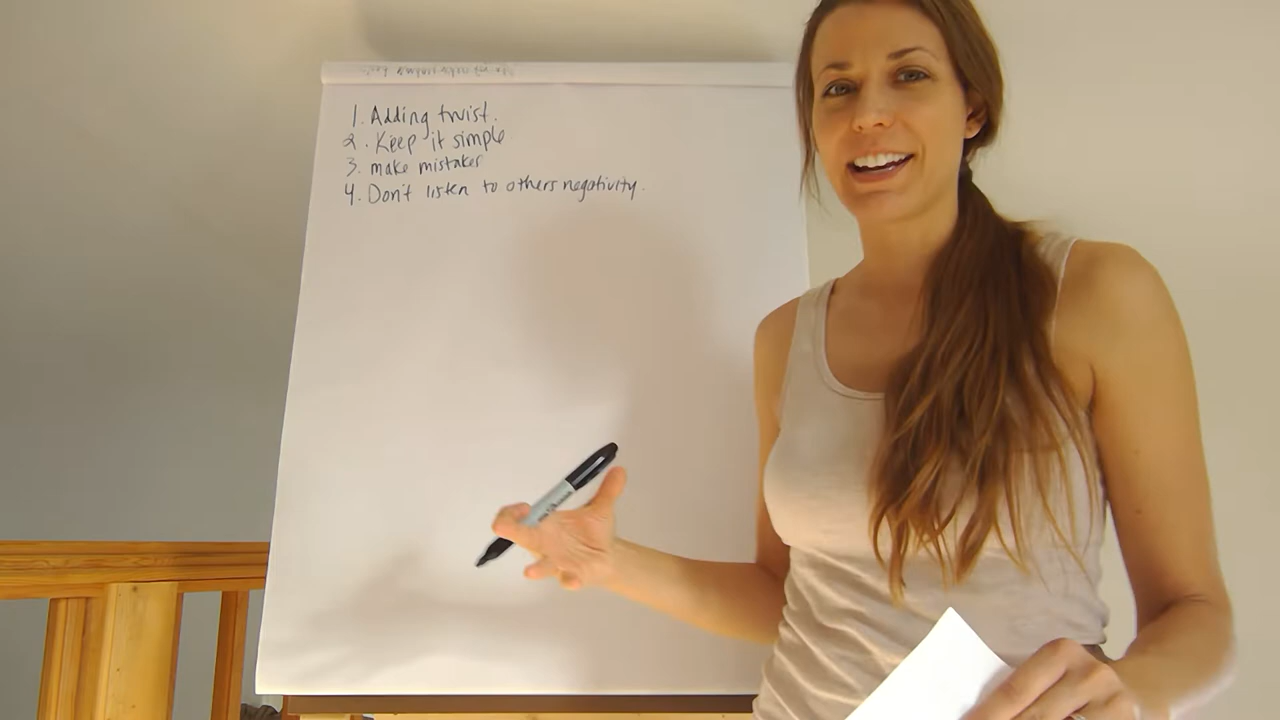 1. Adding twist.
2. Keep it simple
3. make mistakes
4. Don't listen to others negativity.